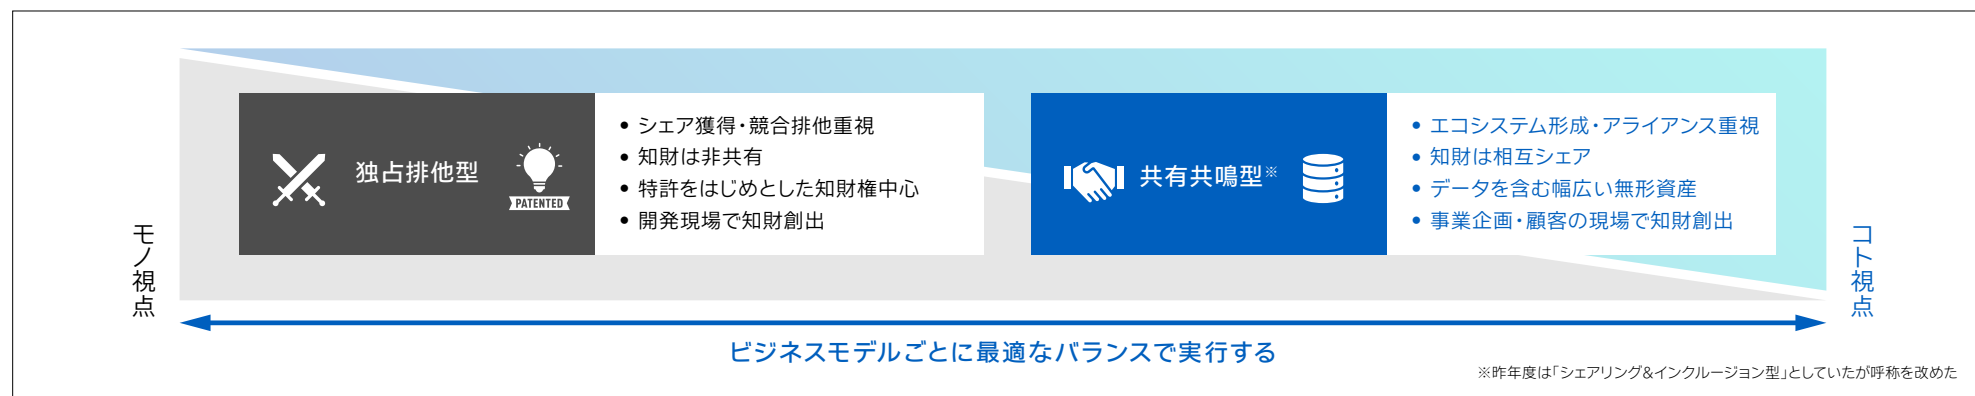 モノ視点
独占排他型
PATENTED
• シェア獲得・競合排他重視
• 知財は非共有
• 特許をはじめとした知財権中心
• 開発現場で知財創出
共有共鳴型※
• エコシステム形成・アライアンス重視
• 知財は相互シェア
• データを含む幅広い無形資産
• 事業企画・顧客の現場で知財創出
コト視点
ビジネスモデルごとに最適なバランスで実行する
※昨年度は「シェアリング&インクルージョン型」としていたが呼称を改めた